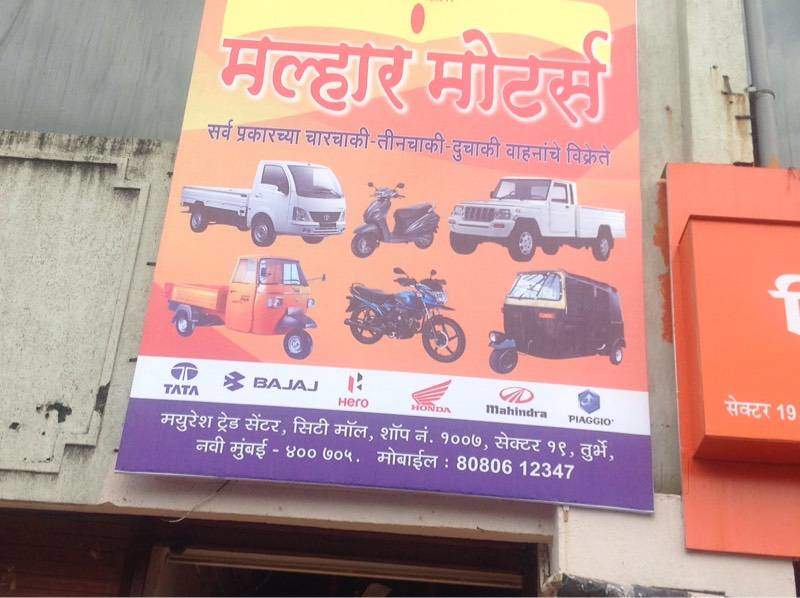 मल्हार मोटर्स
सर्व प्रकारच्या चारचाकी-तीनचाकी-दुचाकी वाहनांचे विक्रेते
TATA BAJAJ Hero HONDA Mahindra PIAGGIO
मयुरेश ट्रेड सेंटर, सिटी मॉल, शॉप नं. १००७, सेक्टर १९, तुर्भे,
नवी मुंबई - ४०० ७०५. मोबाईल : 80806 12347
सेक्टर 19